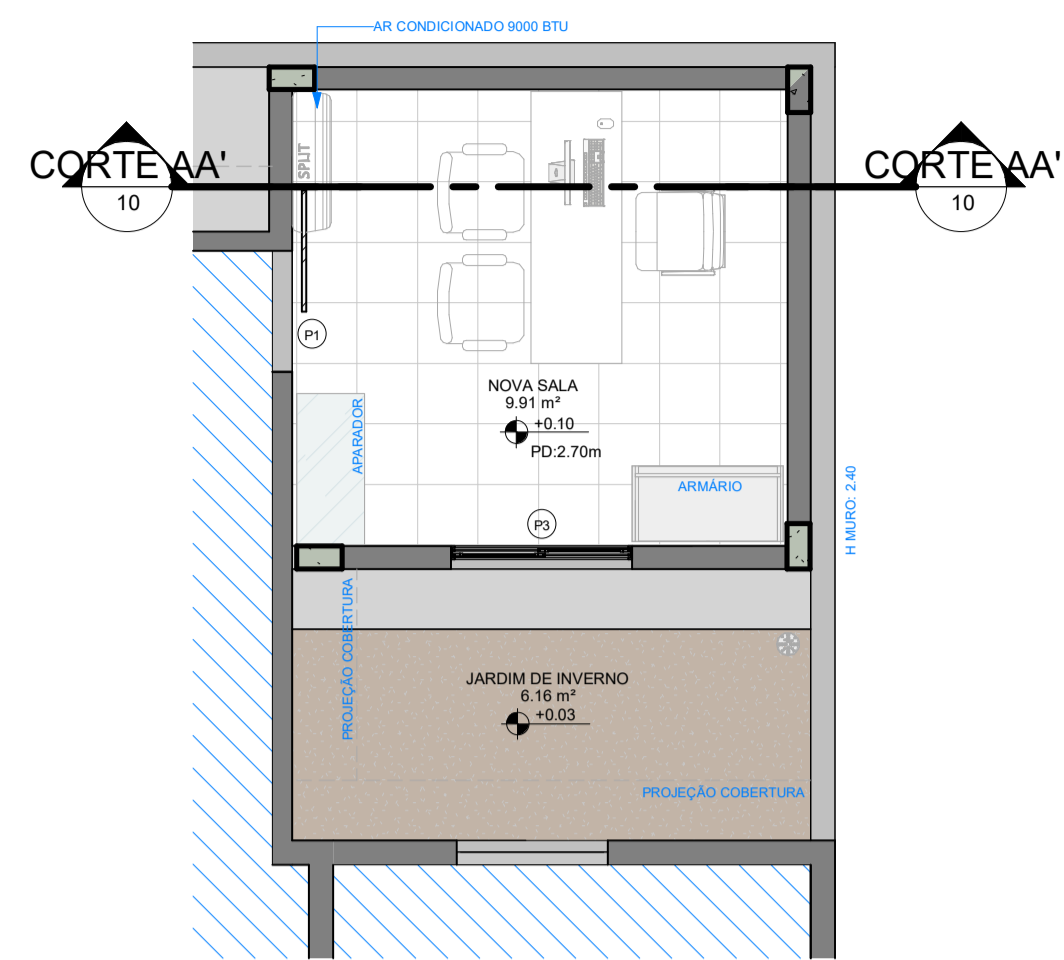 AR CONDICIONADO 9000 BTU
CORTE AA'
10
CORTE AA'
10
SPLIT
P1
NOVA SALA
9.91 m²
+0.10
PD:2.70m
APARADOR
ARMÁRIO
H MURO: 2.40
P3
PROJEÇÃO COBERTURA
JARDIM DE INVERNO
6.16 m²
+0.03
PROJEÇÃO COBERTURA